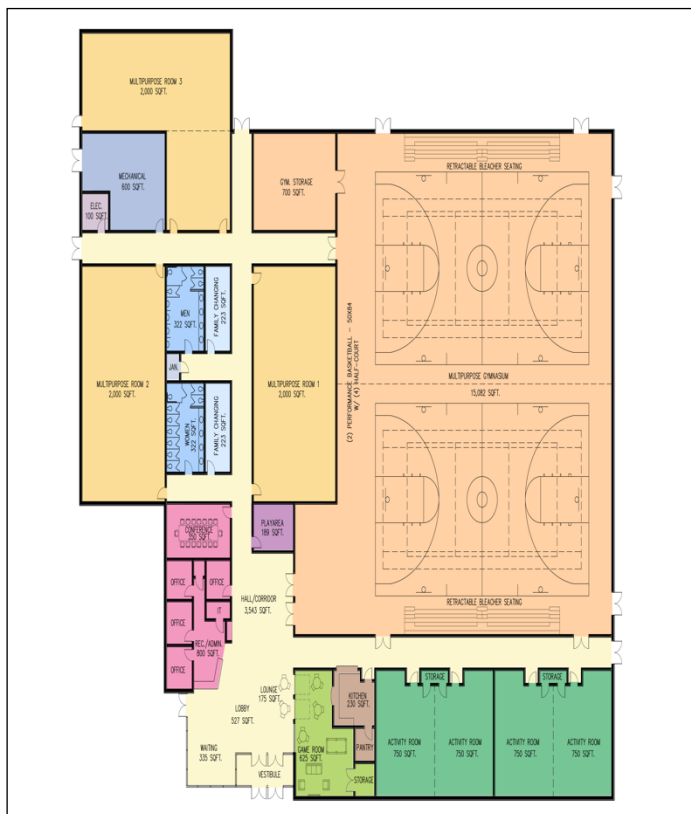 MULTIPURPOSE ROOM 3
2,000 SQFT.
MECHANICAL
600 SQFT.
ELEC.
100 SQFT.
GYM. STORAGE
700 SQFT.
RETRACTABLE BLEACHER SEATING
MEN
322 SQFT.
FAMILY CHANGING
223 SQFT.
JAN.
MULTIPURPOSE ROOM 2
2,000 SQFT.
MULTIPURPOSE ROOM 1
2,000 SQFT.
(2) PERFORMANCE BASKETBALL - 50X84
W/ (4) HALF-COURT
MULTIPURPOSE GYMNASIUM
15,082 SQFT.
WOMEN
322 SQFT.
FAMILY CHANGING
223 SQFT.
CONFERENCE
350 SQFT.
PLAYAREA
189 SQFT.
OFFICE
OFFICE
HALL/CORRIDOR
3,543 SQFT.
RETRACTABLE BLEACHER SEATING
OFFICE
IT
REC./ADMIN.
800 SQFT.
OFFICE
LOUNGE
175 SQFT.
LOBBY
527 SQFT.
WAITING
335 SQFT.
VESTIBULE
KITCHEN
230 SQFT.
PANTRY
GAME ROOM
625 SQFT.
STORAGE
STORAGE
STORAGE
ACTIVITY ROOM
750 SQFT.
ACTIVITY ROOM
750 SQFT.
ACTIVITY ROOM
750 SQFT.
ACTIVITY ROOM
750 SQFT.